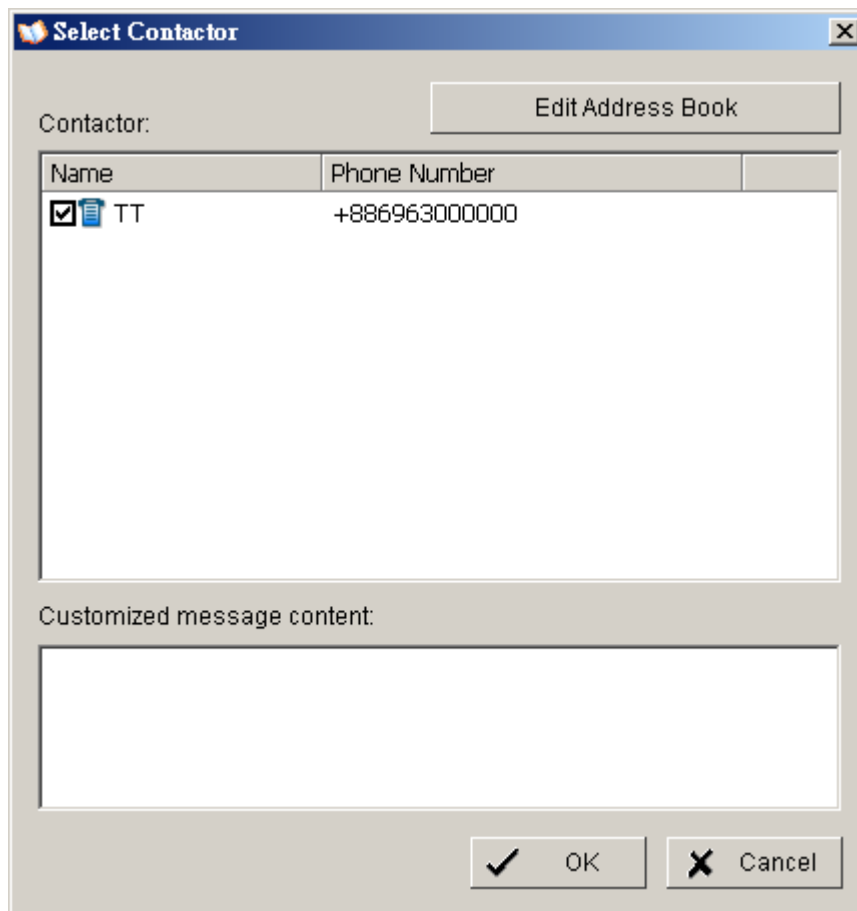 Select Contactor
Edit Address Book
Contactor:
Name Phone Number
TT +886963000000
Customized message content:
OK Cancel